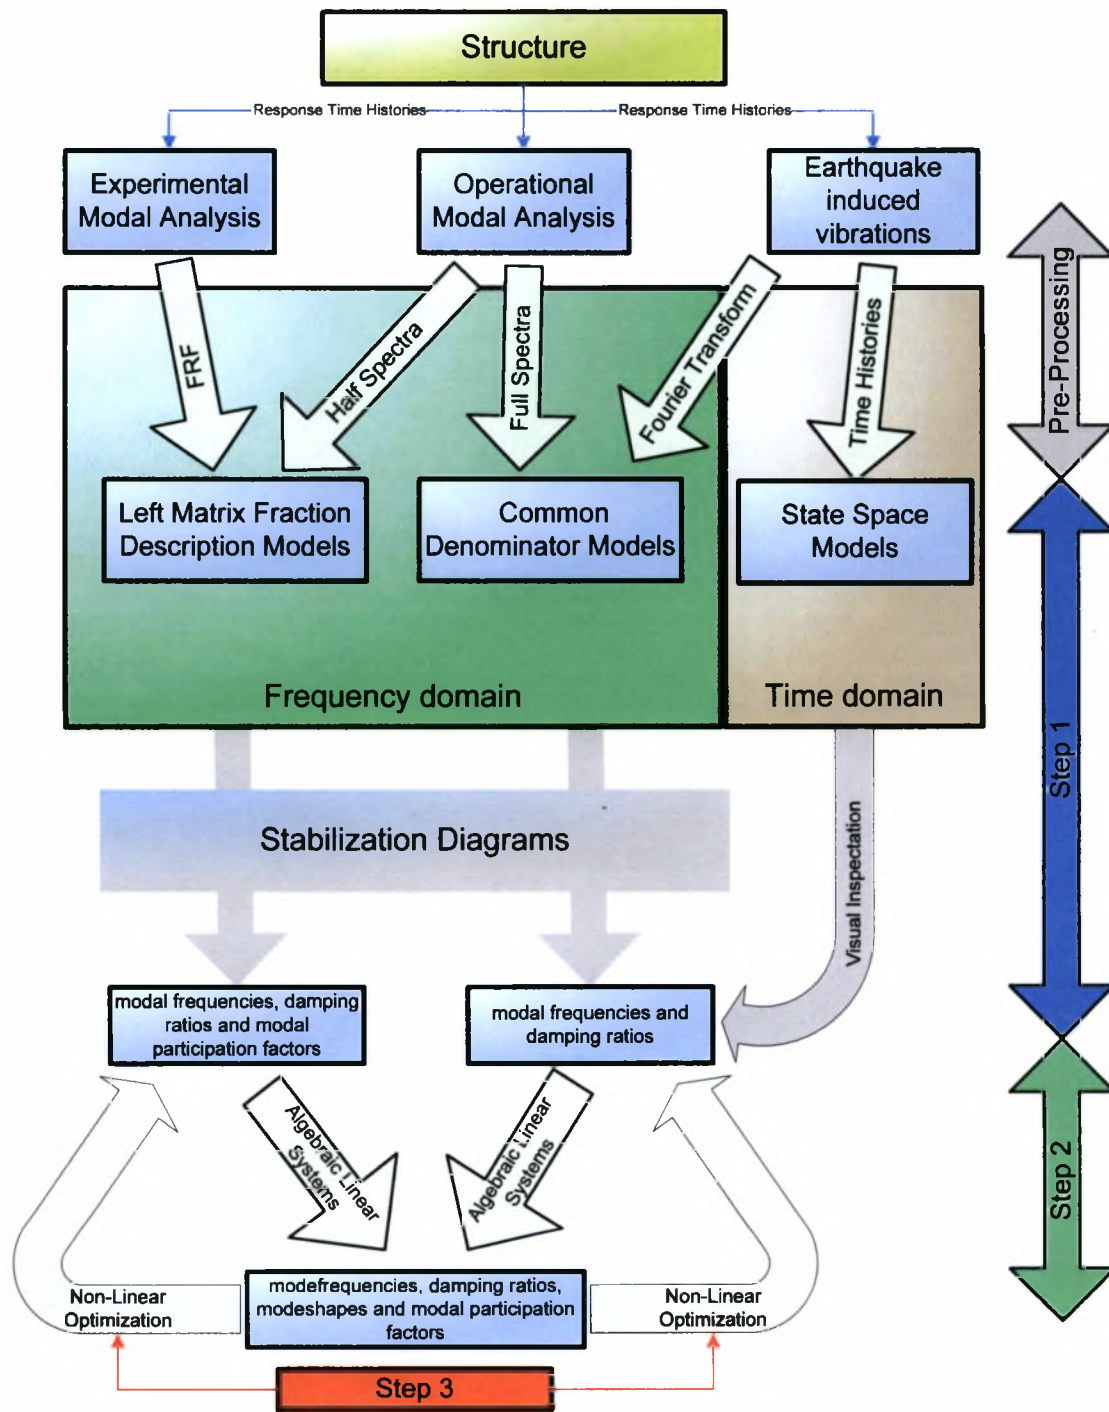 Structure
Response Time Histories
Response Time Histories
Experimental
Modal Analysis
Operational
Modal Analysis
Earthquake
induced
vibrations
FRF
Half Spectra
Full Spectra
Fourier Transform
Time Histories
Pre-Processing
Left Matrix Fraction
Description Models
Common
Denominator Models
State Space
Models
Frequency domain
Time domain
Step 1
Stabilization Diagrams
Visual Inspectation
modal frequencies, damping
ratios and modal
participation factors
modal frequencies and
damping ratios
Algebraic Linear
Systems
Algebraic Linear
Systems
Step 2
Non-Linear
Optimization
modefrequencies, damping ratios,
modeshapes and modal participation
factors
Non-Linear
Optimization
Step 3